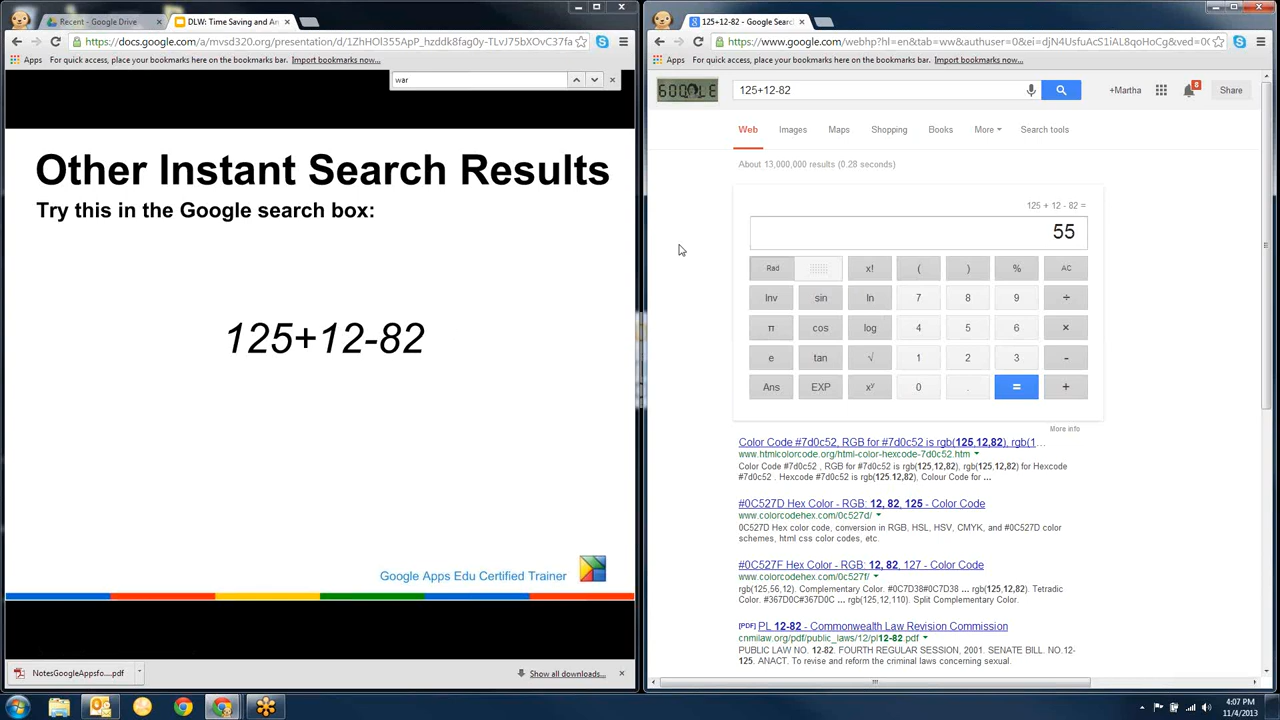 Recent - Google Drive
DLW: Time Saving and An
https://docs.google.com/a/mvsd320.org/presentation/d/
Apps
For quick access, place your bookmarks here on the bookmarks bar.
Import bookmarks now...
war
Other Instant Search Results
Try this in the Google search box:
125+12-82
Google Apps Edu Certified Trainer
NotesGoogleAppsfo....pdf
Show all downloads...
125+12-82 - Google Searc
https://www.google.com/webhp?hl=en&tab=ww&authuser=0&ei=
Apps
For quick access, place your bookmarks here on the bookmarks bar.
Import bookmarks now...
GOOGLE
125+12-82
+Martha
8
Share
Web Images Maps Shopping Books More Search tools
About 13,000,000 results (0.28 seconds)
125 + 12 - 82 =
55
Rad x! ( ) % AC
Inv sin ln 7 8 9 ÷
π cos log 4 5 6 ×
e tan √ 1 2 3 -
Ans EXP xʸ 0 . = +
More info
Color Code #7d0c52, RGB for #7d0c52 is rgb(125,12,82), rgb(1...
www.htmlcolorcode.org/html-color-hexcode-7d0c52.htm
Color Code #7d0c52 , RGB for #7d0c52 is rgb(125,12,82), rgb(125,12,82) for Hexcode
#7d0c52 . Hexcode #7d0c52 is rgb(125,12,82), Colour Code for ...
#0C527D Hex Color - RGB: 12, 82, 125 - Color Code
www.colorcodehex.com/0c527d/
0C527D Hex color code, conversion in RGB, HSL, HSV, CMYK, and #0C527D color
schemes, html css color codes, etc.
#0C527F Hex Color - RGB: 12, 82, 127 - Color Code
www.colorcodehex.com/0c527f/
rgb(125,56,12). Complementary Color. #0C7D38#0C7D38 ... rgb(125,12,82). Tetradic
Color. #367D0C#367D0C ... rgb(125,12,110). Split Complementary Color.
[PDF] PL 12-82 - Commonwealth Law Revision Commission
cnmilaw.org/pdf/public_laws/12/pl12-82.pdf
PUBLIC LAW NO. 12-82. FOURTH REGULAR SESSION, 2001. SENATE BILL. NO.12-
125. ANACT. To revise and reform the criminal laws concerning sexual.
4:07 PM
11/4/2013